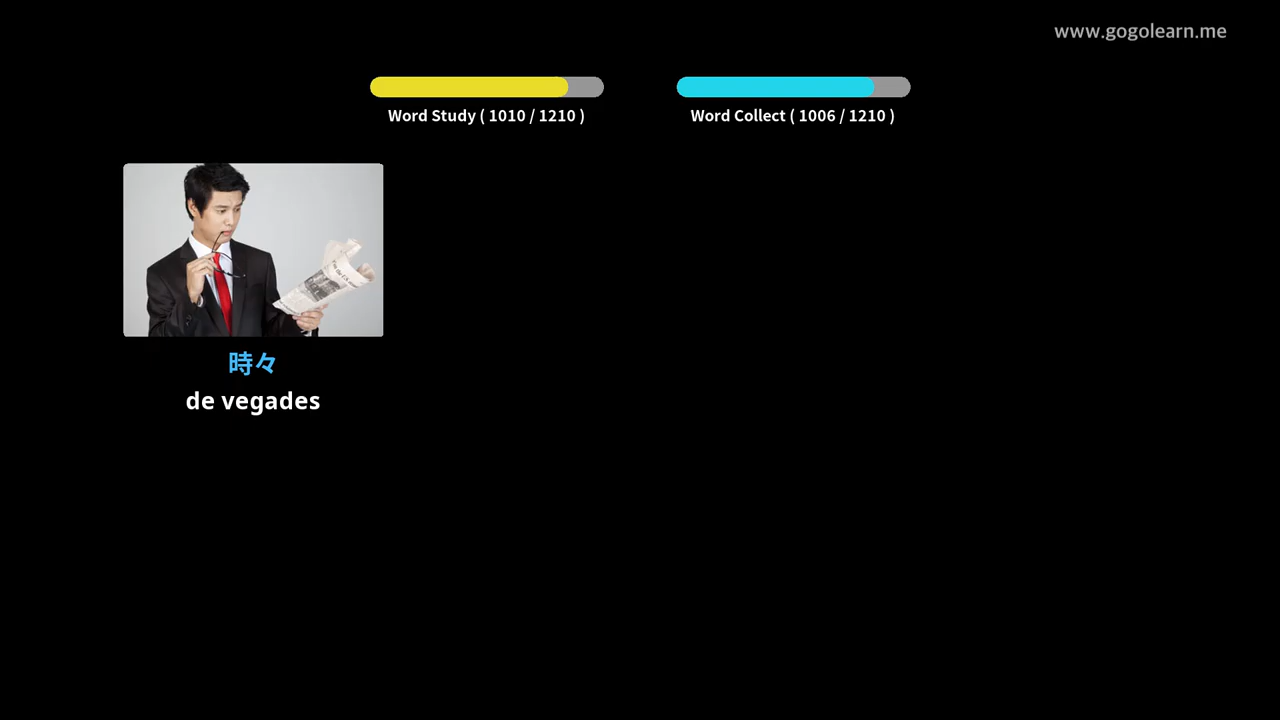 www.gogolearn.me
Word Study ( 1010 / 1210 )
Word Collect ( 1006 / 1210 )
時々
de vegades